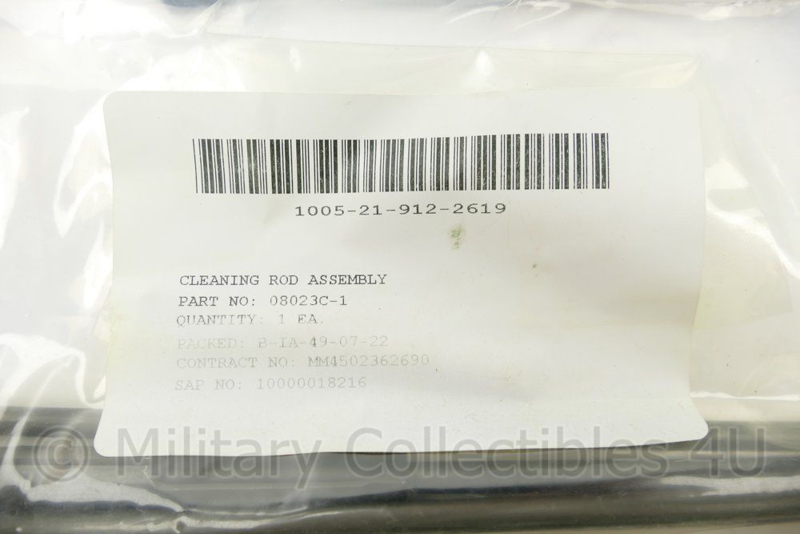 1005-21-912-2619
CLEANING ROD ASSEMBLY
PART NO: 08023C-1
QUANTITY: 1 EA.
PACKED: B-IA-49-07-22
CONTRACT NO: MM4502362690
SAP NO: 10000018216
© Military Collectibles 4U